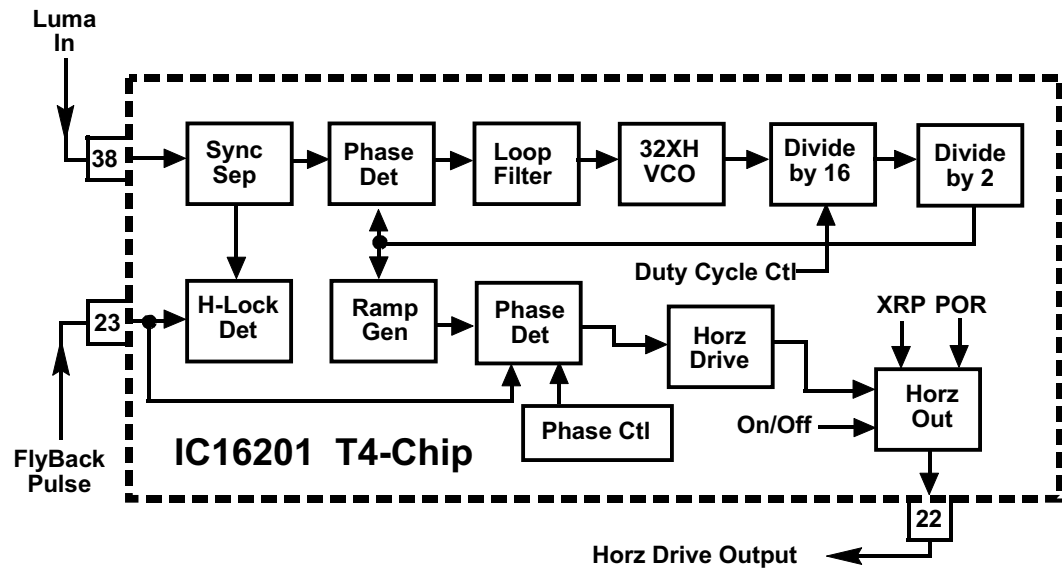 Luma
In
38
Sync
Sep
Phase
Det
Loop
Filter
32XH
VCO
Divide
by 16
Divide
by 2
Duty Cycle Ctl
23
H-Lock
Det
Ramp
Gen
Phase
Det
Horz
Drive
XRP POR
Horz
Out
On/Off
Phase Ctl
IC16201 T4-Chip
FlyBack
Pulse
22
Horz Drive Output